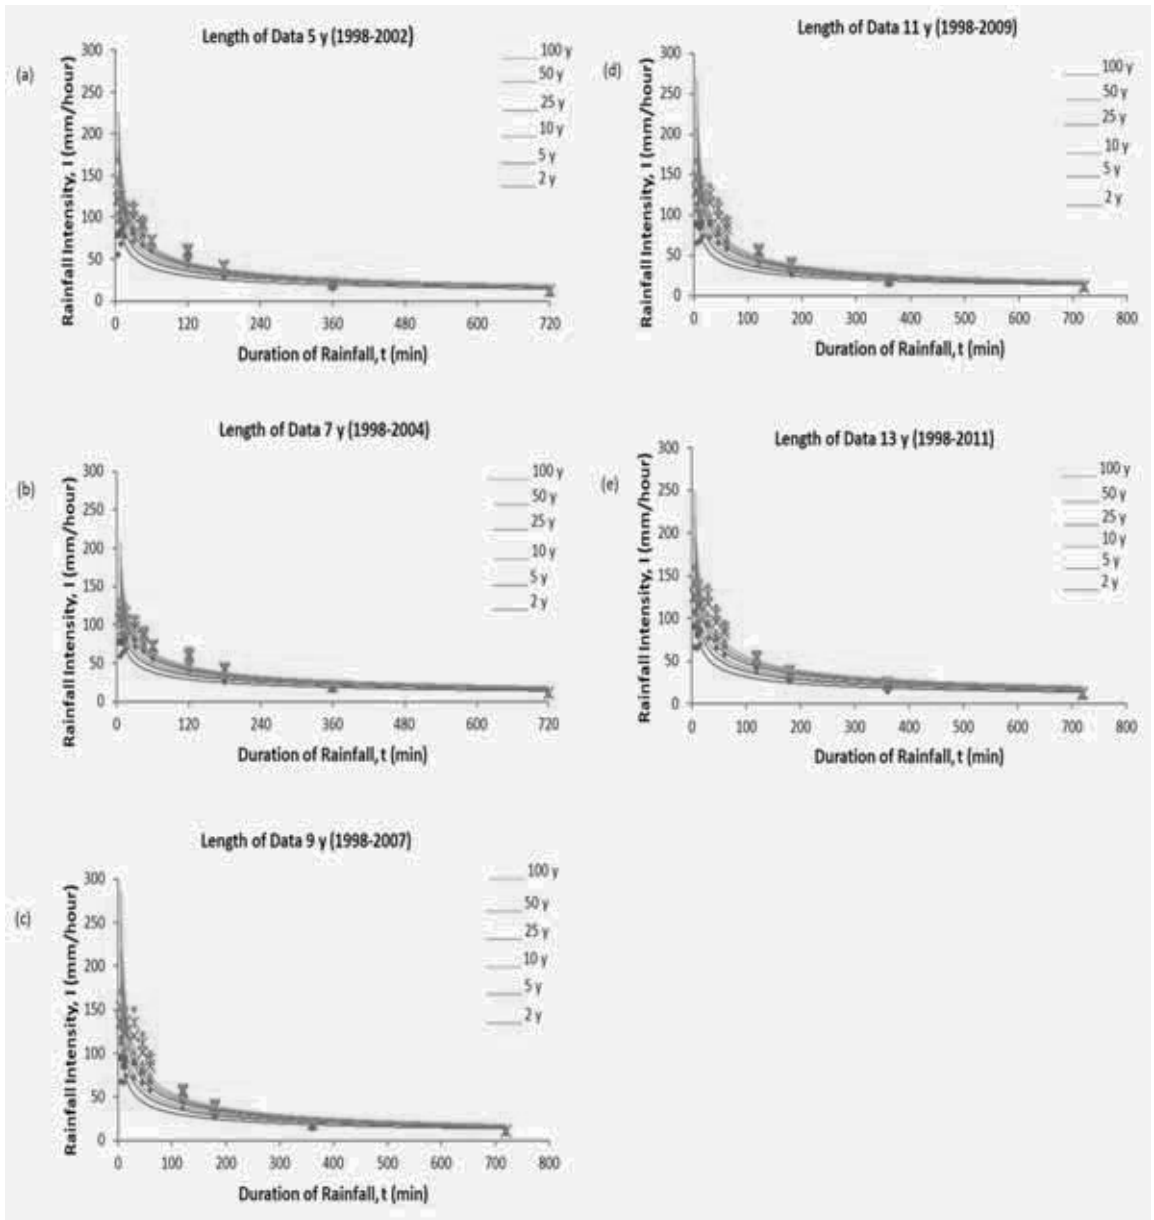 Length of Data 5 y (1998-2002)
(a)
Rainfall Intensity, I (mm/hour)
300
250
200
150
100
50
0
0 120 240 360 480 600 720
Duration of Rainfall, t (min)
100 y
50 y
25 y
10 y
5 y
2 y
Length of Data 7 y (1998-2004)
(b)
Rainfall Intensity, I (mm/hour)
300
250
200
150
100
50
0
0 120 240 360 480 600 720
Duration of Rainfall, t (min)
100 y
50 y
25 y
10 y
5 y
2 y
Length of Data 9 y (1998-2007)
(c)
Rainfall Intensity, I (mm/hour)
300
250
200
150
100
50
0
0 100 200 300 400 500 600 700 800
Duration of Rainfall, t (min)
100 y
50 y
25 y
10 y
5 y
2 y
Length of Data 11 y (1998-2009)
(d)
Rainfall Intensity, I (mm/hour)
300
250
200
150
100
50
0
0 100 200 300 400 500 600 700 800
Duration of Rainfall, t (min)
100 y
50 y
25 y
10 y
5 y
2 y
Length of Data 13 y (1998-2011)
(e)
Rainfall Intensity, I (mm/hour)
300
250
200
150
100
50
0
0 100 200 300 400 500 600 700 800
Duration of Rainfall, t (min)
100 y
50 y
25 y
10 y
5 y
2 y